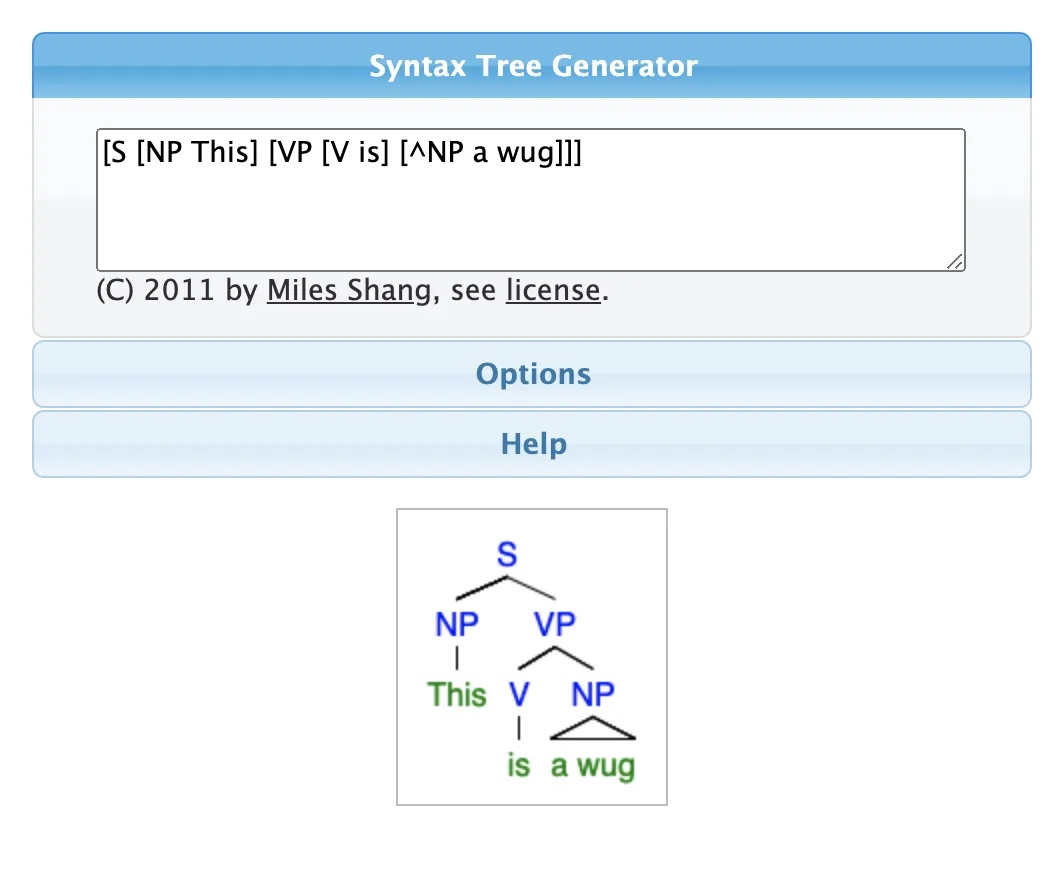 Syntax Tree Generator
[S [NP This] [VP [V is] [^NP a wug]]]
(C) 2011 by Miles Shang, see license.
Options
Help
S
NP VP
This V NP
is a wug